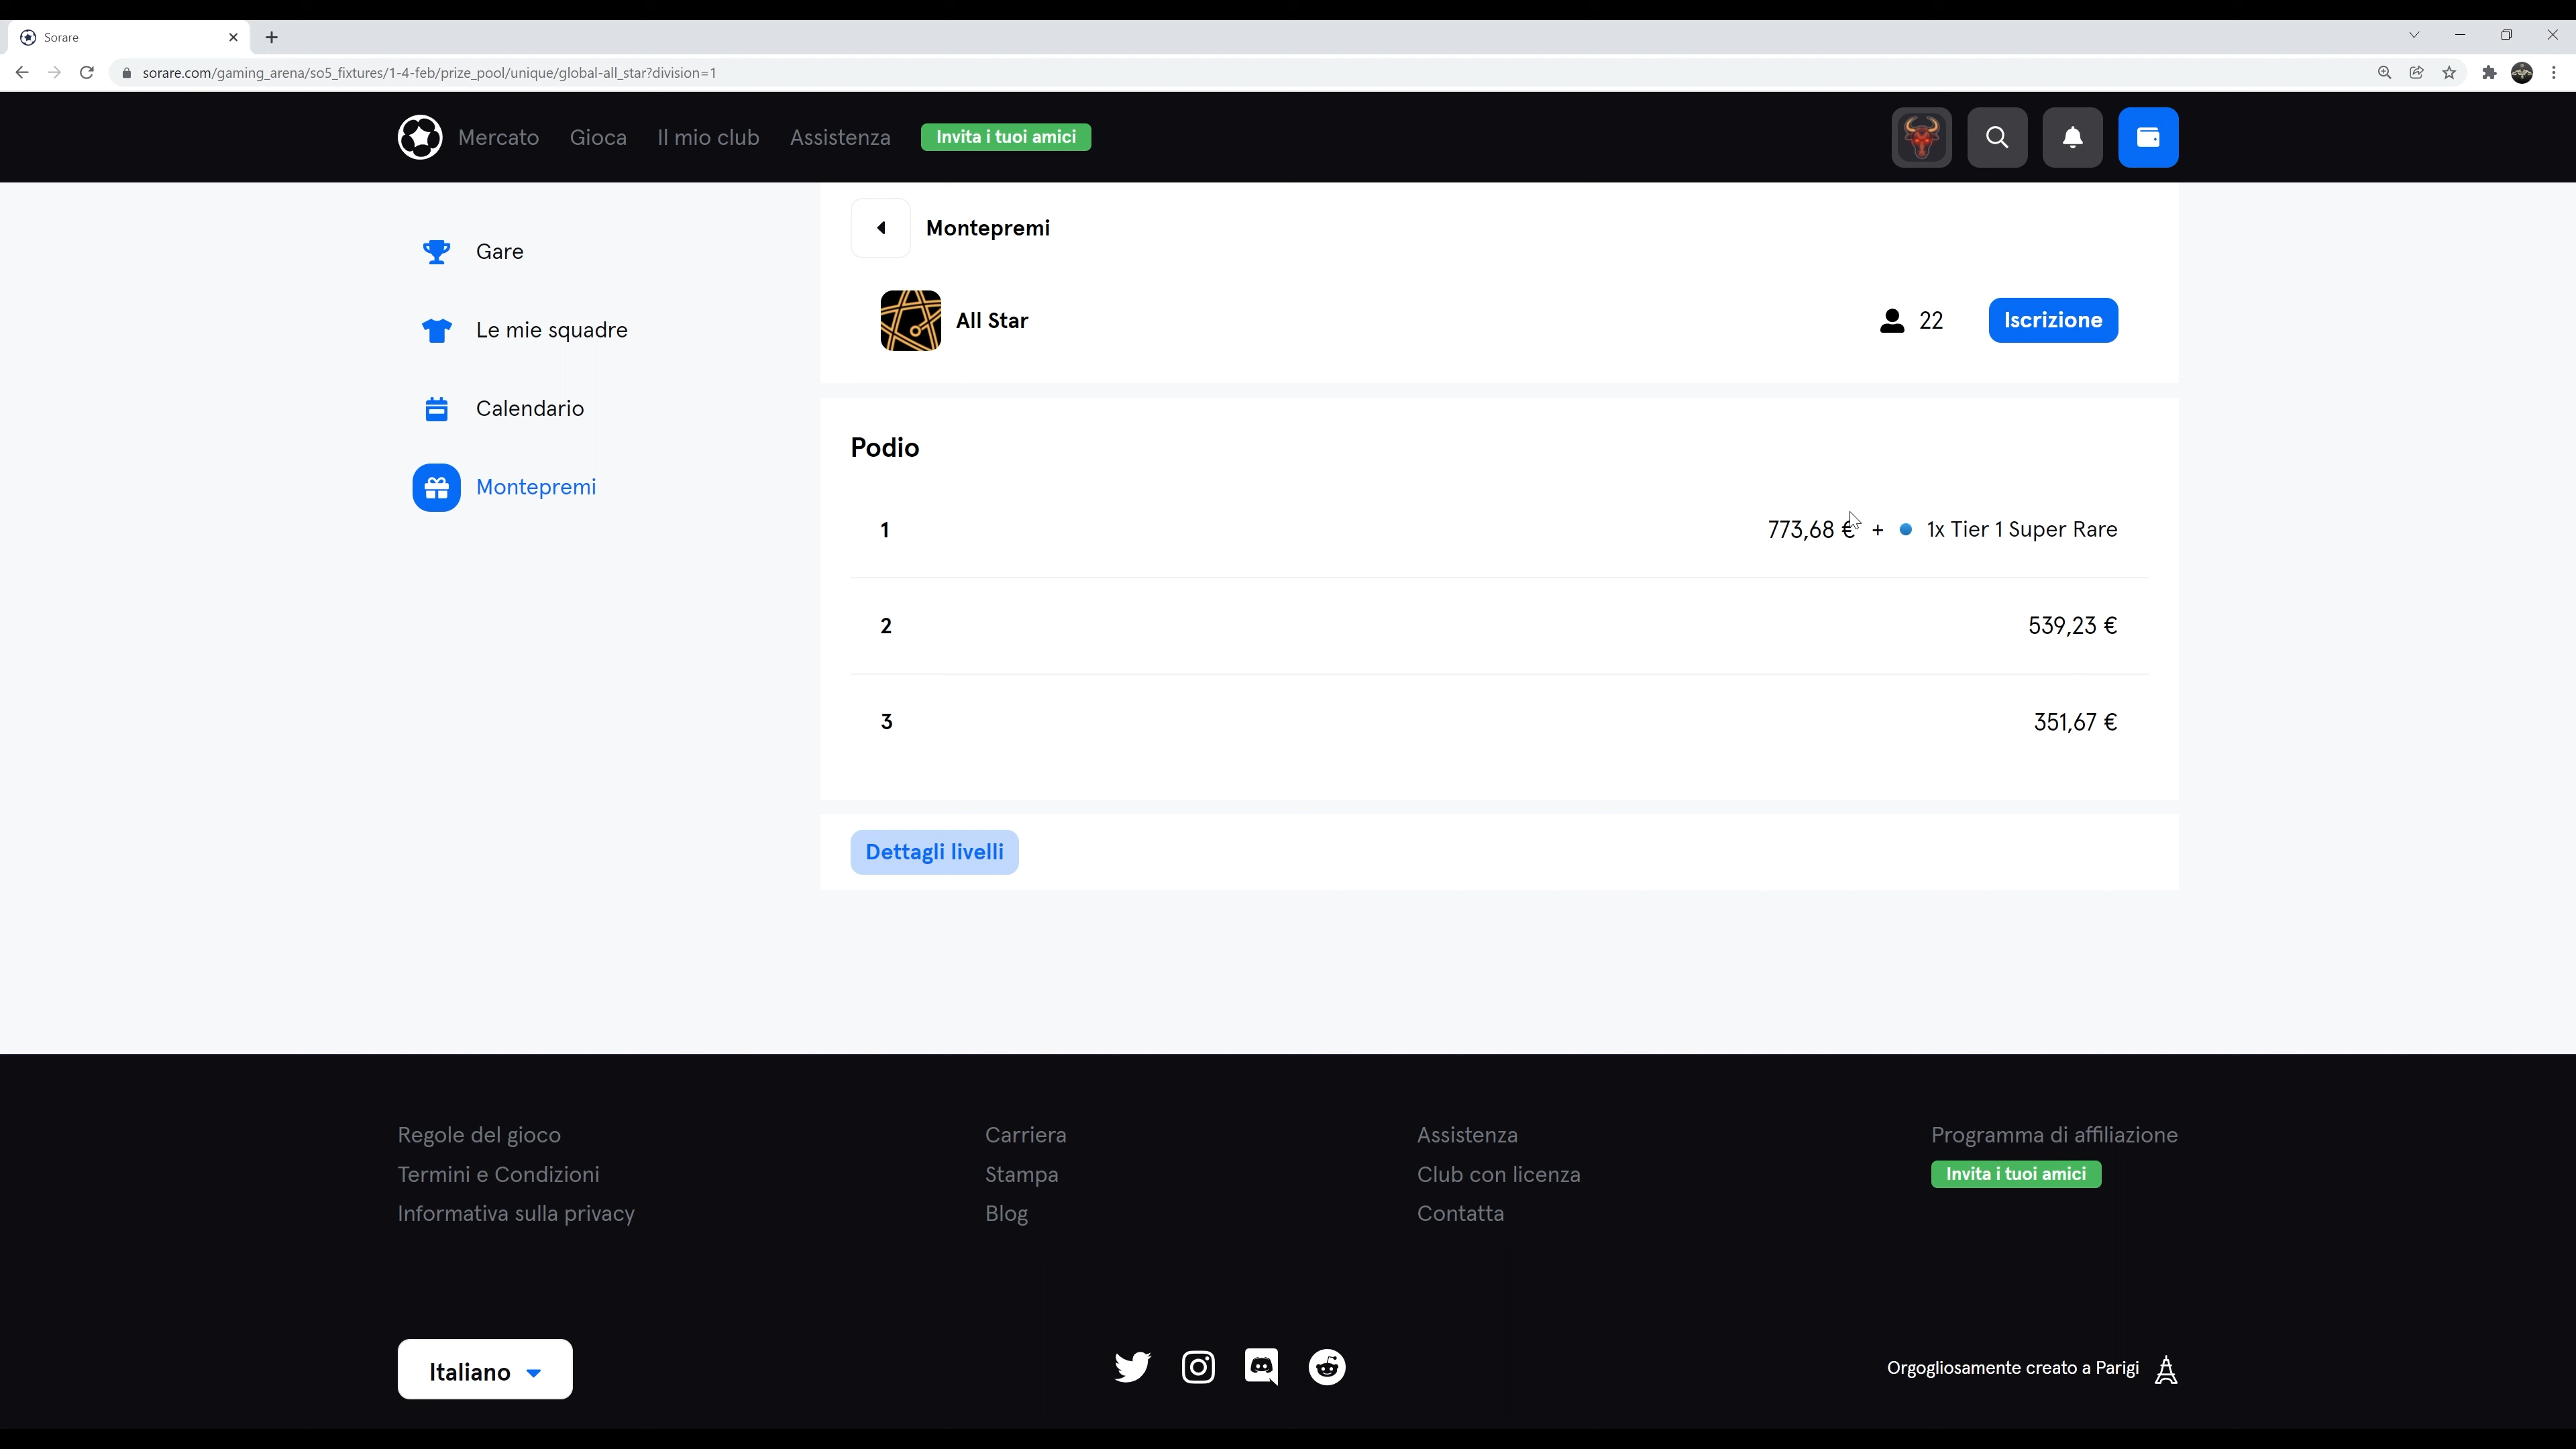 Sorare
sorare.com/gaming_arena/so5_fixtures/1-4-feb/prize_pool/unique/global-all_star?division=1
Mercato Gioca Il mio club Assistenza Invita i tuoi amici
Gare
Le mie squadre
Calendario
Montepremi
Montepremi
All Star 22 Iscrizione
Podio
1 773,68 € + 1x Tier 1 Super Rare
2 539,23 €
3 351,67 €
Dettagli livelli
Regole del gioco
Termini e Condizioni
Informativa sulla privacy
Carriera
Stampa
Blog
Assistenza
Club con licenza
Contatta
Programma di affiliazione
Invita i tuoi amici
Italiano
Orgogliosamente creato a Parigi